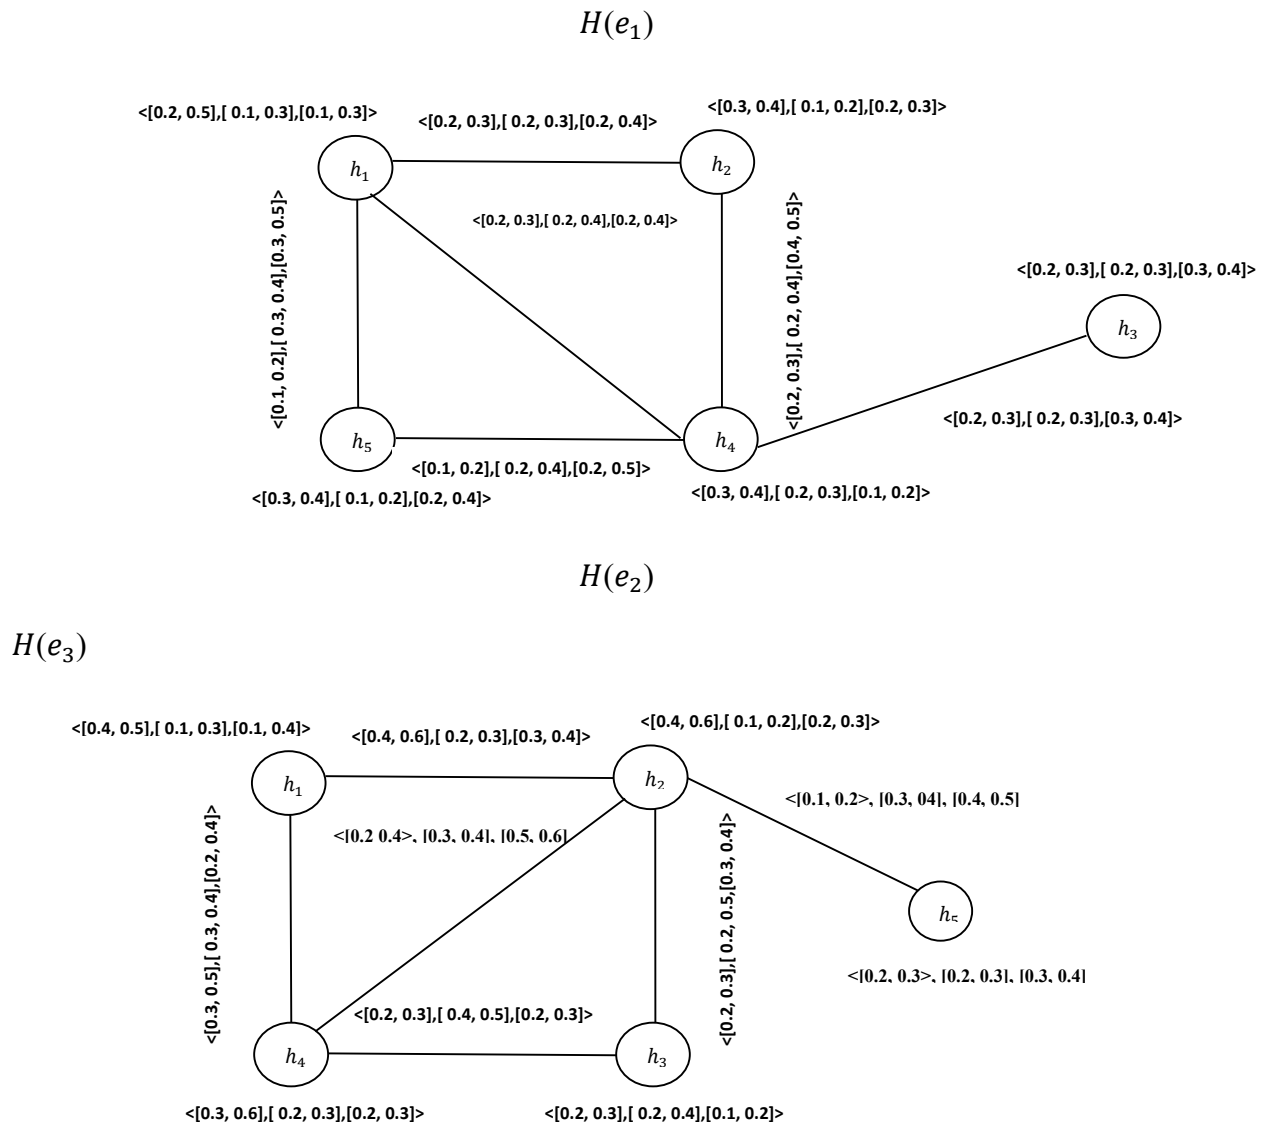 H(e₁)
<[0.2, 0.5],[ 0.1, 0.3],[0.1, 0.3]>
<[0.2, 0.3],[ 0.2, 0.3],[0.2, 0.4]>
<[0.3, 0.4],[ 0.1, 0.2],[0.2, 0.3]>
h₁
h₂
<[0.1, 0.2],[ 0.3, 0.4],[0.3, 0.5]>
<[0.2, 0.3],[ 0.2, 0.4],[0.2, 0.4]>
<[0.2, 0.3],[ 0.2, 0.4],[0.4, 0.5]>
<[0.2, 0.3],[ 0.2, 0.3],[0.3, 0.4]>
h₃
<[0.2, 0.3],[ 0.2, 0.3],[0.3, 0.4]>
h₅
h₄
<[0.1, 0.2],[ 0.2, 0.4],[0.2, 0.5]>
<[0.3, 0.4],[ 0.1, 0.2],[0.2, 0.4]>
<[0.3, 0.4],[ 0.2, 0.3],[0.1, 0.2]>
H(e₂)
H(e₃)
<[0.4, 0.5],[ 0.1, 0.3],[0.1, 0.4]>
<[0.4, 0.6],[ 0.2, 0.3],[0.3, 0.4]>
<[0.4, 0.6],[ 0.1, 0.2],[0.2, 0.3]>
h₁
h₂
<[0.1, 0.2>, [0.3, 04], [0.4, 0.5]
<[0.3, 0.5],[ 0.3, 0.4],[0.2, 0.4]>
<[0.2 0.4>, [0.3, 0.4], [0.5, 0.6]
<[0.2, 0.3],[ 0.2, 0.5,[0.3, 0.4]>
h₅
<[0.2, 0.3>, [0.2, 0.3], [0.3, 0.4]
<[0.2, 0.3],[ 0.4, 0.5],[0.2, 0.3]>
h₄
h₃
<[0.3, 0.6],[ 0.2, 0.3],[0.2, 0.3]>
<[0.2, 0.3],[ 0.2, 0.4],[0.1, 0.2]>